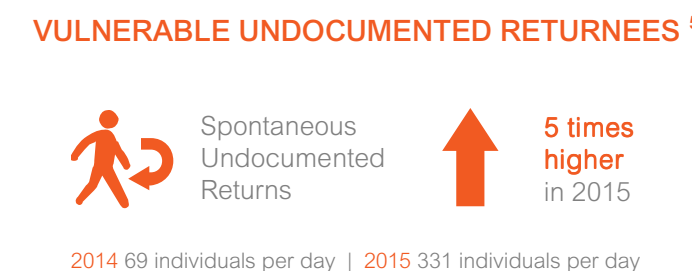 VULNERABLE UNDOCUMENTED RETURNEES 5
Spontaneous
Undocumented
Returns
5 times
higher
in 2015
2014 69 individuals per day | 2015 331 individuals per day